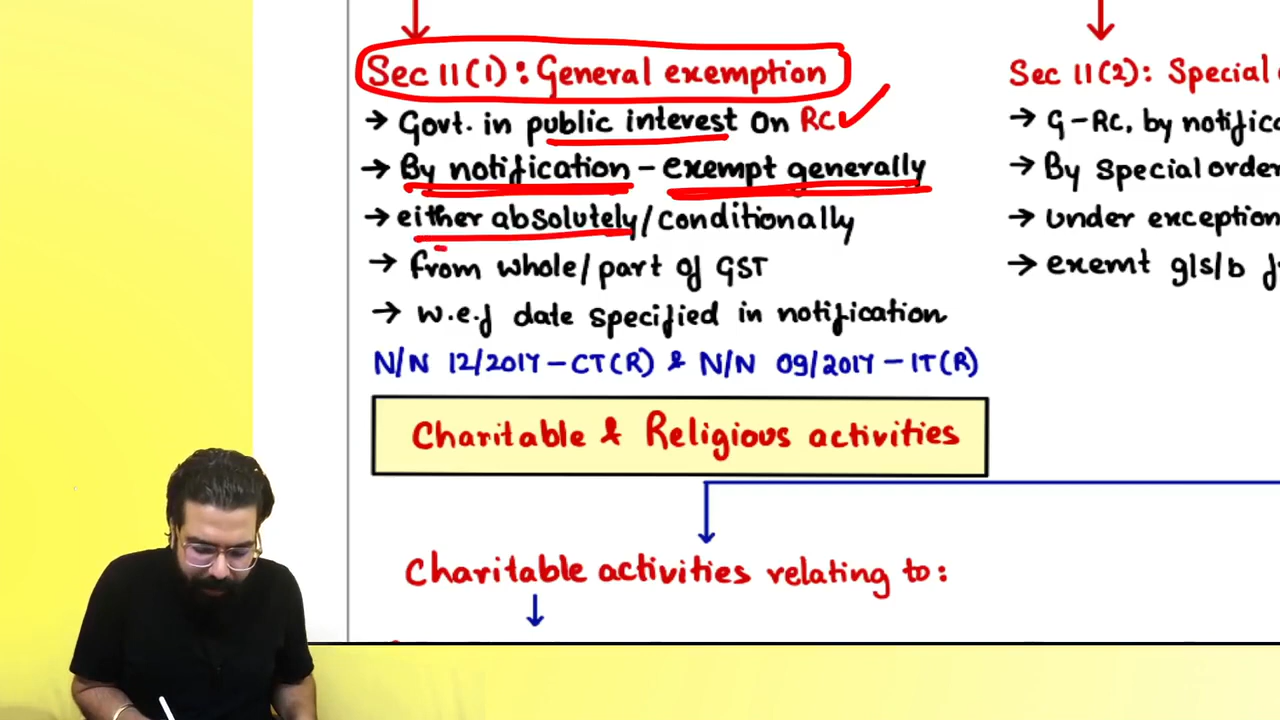 Sec 11(1): General exemption
→ Govt. in public interest on RC
→ By notification - exempt generally
→ either absolutely/conditionally
→ from whole/part of GST
→ w.e.f date specified in notification
N/N 12/2017-CT(R) & N/N 09/2017-IT(R)
Sec 11(2): Special
→ G-RC, by notific
→ By special order
→ under exception
→ exemt g/s/b
Charitable & Religious activities
Charitable activities relating to: